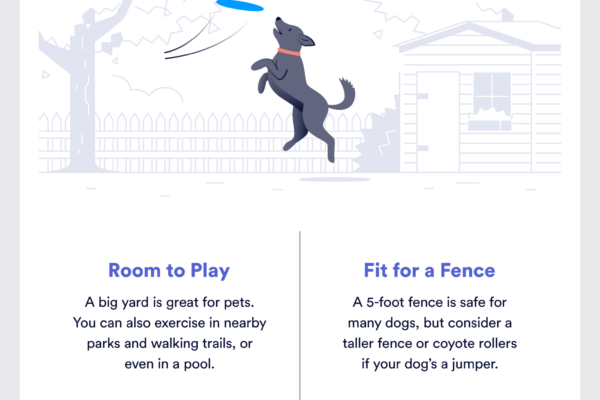 Room to Play
A big yard is great for pets.
You can also exercise in nearby
parks and walking trails, or
even in a pool.
Fit for a Fence
A 5-foot fence is safe for
many dogs, but consider a
taller fence or coyote rollers
if your dog’s a jumper.